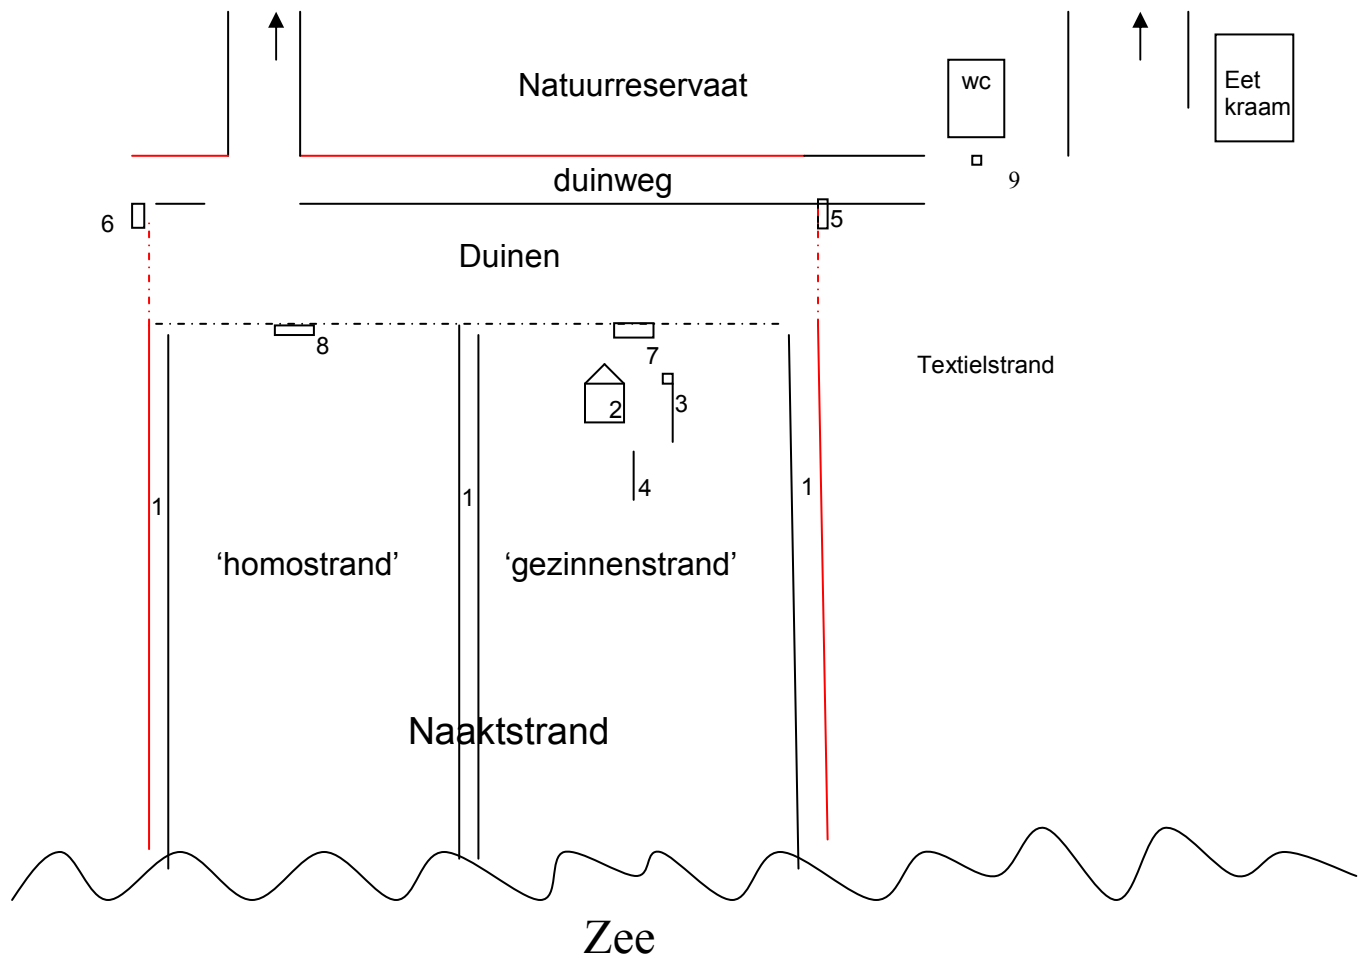 Natuurreservaat
wc
Eet
kraam
duinweg
9
6
5
Duinen
8
7
Textielstrand
2
3
4
1
1
1
‘homostrand’
‘gezinnenstrand’
Naaktstrand
Zee